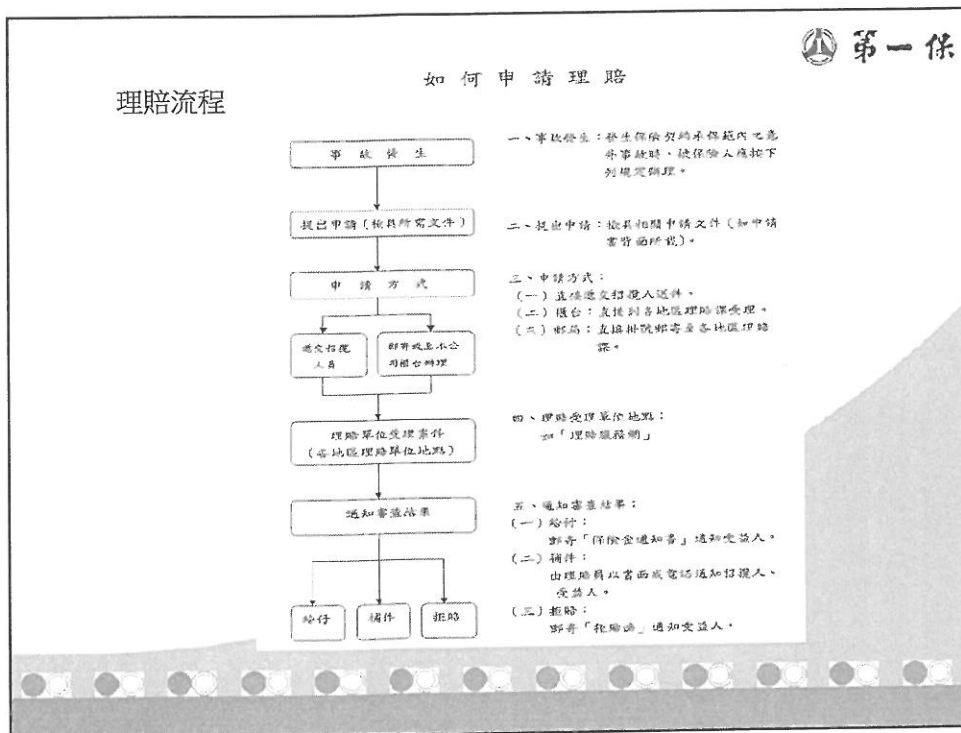 第一保
如何申請理賠
理賠流程
事故發生
提出申請(檢具所需文件)
申請方式
遞交招攬
人員
郵寄或至本公
司櫃台辦理
理賠單位受理案件
(各地區理賠單位地點)
通知審查結果
給付
補件
拒賠
一、事故發生:發生保險契約承保範內之意
外事故時、被保險人應按下
列規定辦理。
二、提出申請:檢具相關申請文件(如申請
書背面所載)。
三、申請方式:
(一)直接遞交招攬人送件。
(二)櫃台:直接到各地區理賠課受理。
(三)郵局:直接掛號郵寄至各地區理賠
課。
四、理賠受理單位地點:
如「理賠服務網」
五、通知審查結果:
(一)給付:
郵寄「保險金通知書」通知受益人。
(二)補件:
由理賠員以書面或電話通知招攬人、
受益人。
(三)拒賠:
郵寄「拒賠函」通知受益人。